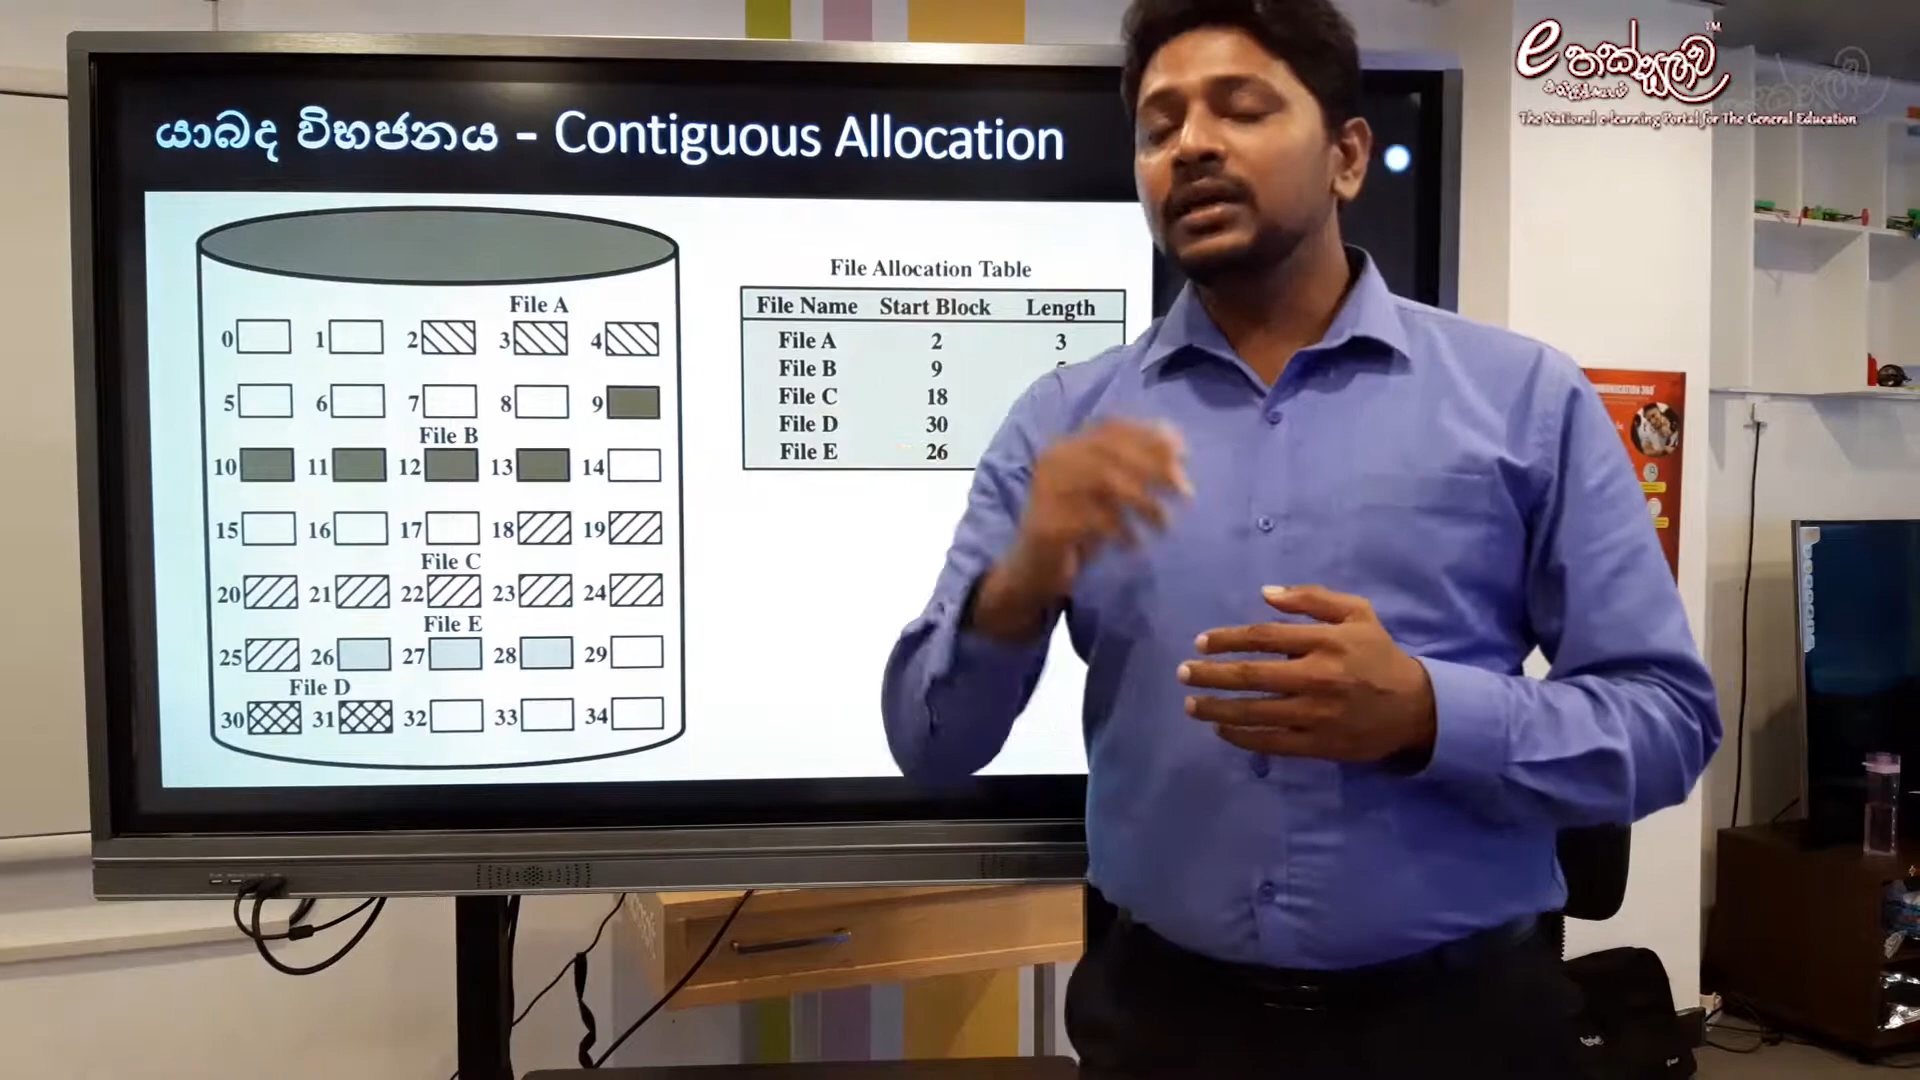 යාබද විභජනය - Contiguous Allocation
e තක්සලාව TM
The National e-learning Portal for The General Education
File A
0 1 2 3 4
5 6 7 8 9
File B
10 11 12 13 14
15 16 17 18 19
File C
20 21 22 23 24
File E
25 26 27 28 29
File D
30 31 32 33 34
File Allocation Table
File Name Start Block Length
File A 2 3
File B 9
File C 18
File D 30
File E 26